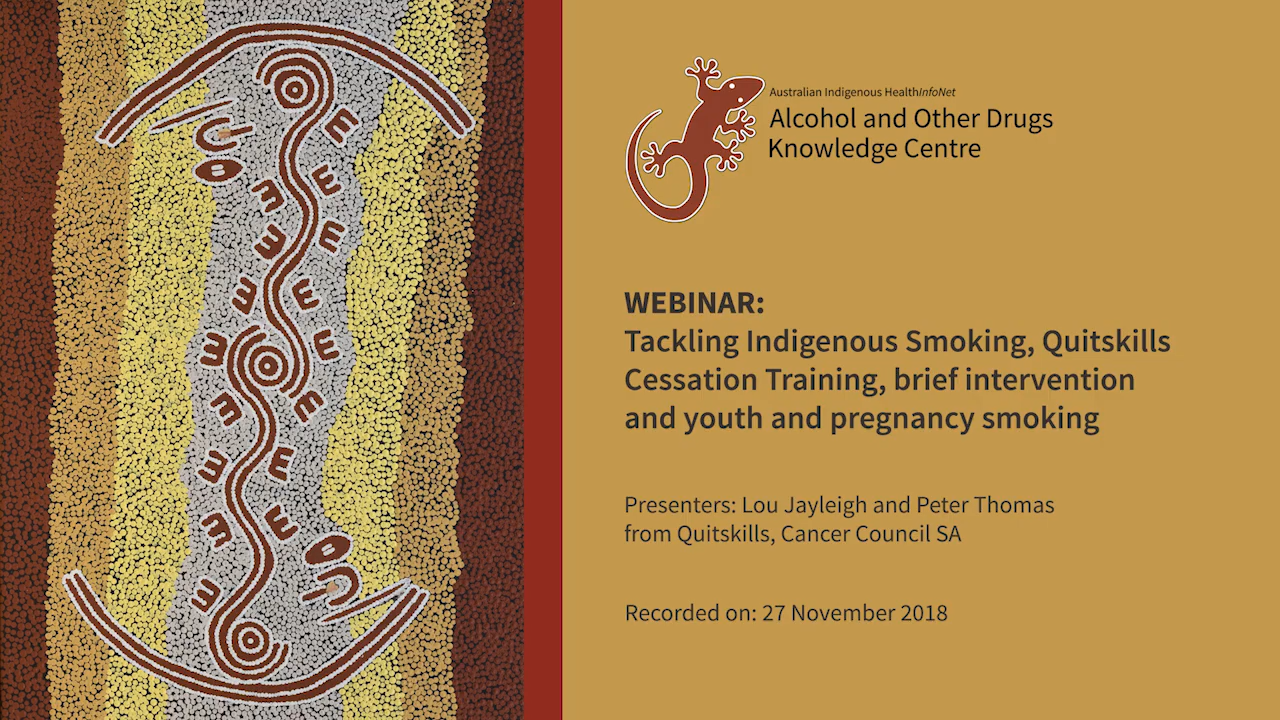 Australian Indigenous HealthInfoNet
Alcohol and Other Drugs
Knowledge Centre
WEBINAR:
Tackling Indigenous Smoking, Quitskills
Cessation Training, brief intervention
and youth and pregnancy smoking
Presenters: Lou Jayleigh and Peter Thomas
from Quitskills, Cancer Council SA
Recorded on: 27 November 2018